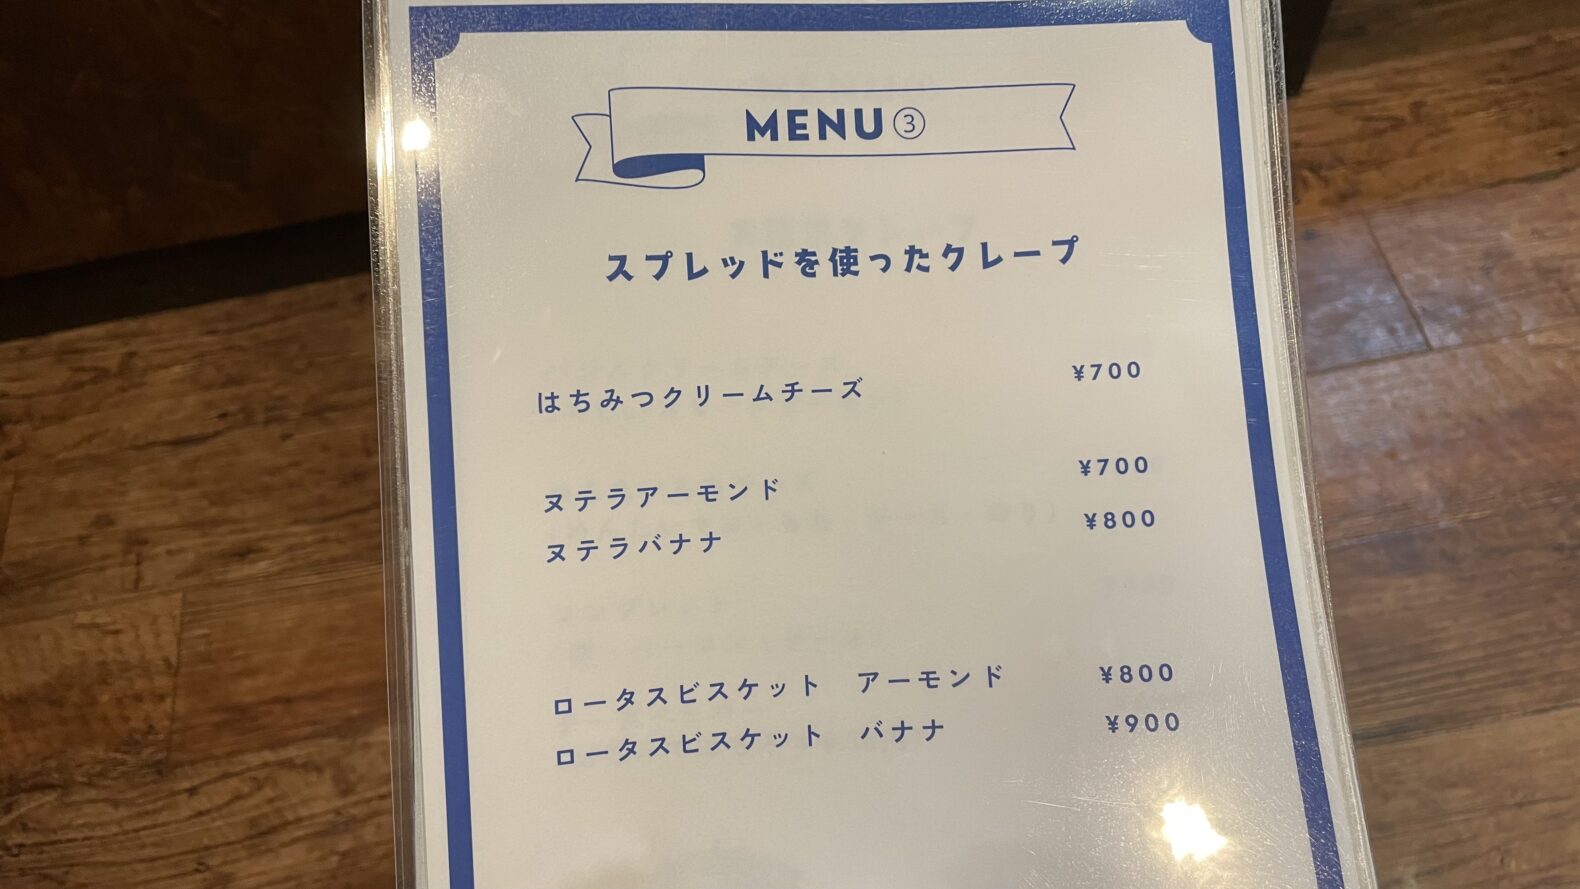 MENU③
スプレッドを使ったクレープ
はちみつクリームチーズ ¥700
ヌテラアーモンド ¥700
ヌテラバナナ ¥800
ロータスビスケット　アーモンド ¥800
ロータスビスケット　バナナ ¥900